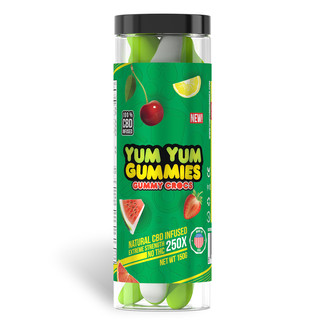 NEW!
100%
CBD
INFUSED
YUM YUM
GUMMIES
GUMMY CROCS
NATURAL CBD INFUSED
EXTREME STRENGTH 250X
NO THC
NET WT 150G